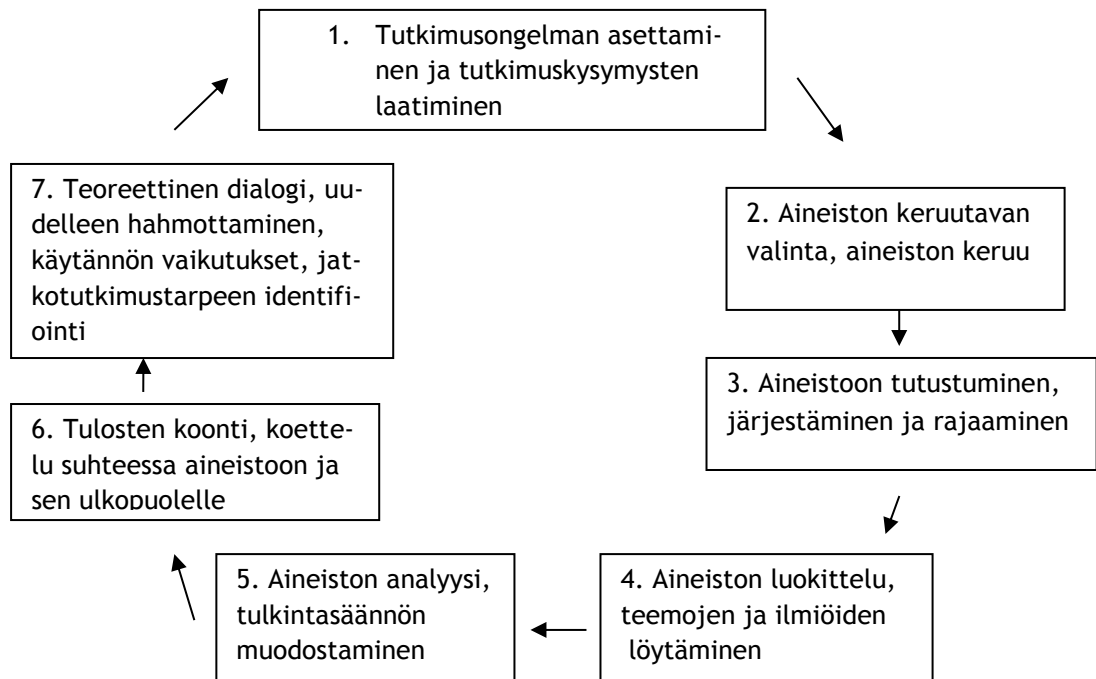 1. Tutkimusongelman asettami-
nen ja tutkimuskysymysten
laatiminen
2. Aineiston keruutavan
valinta, aineiston keruu
3. Aineistoon tutustuminen,
järjestäminen ja rajaaminen
4. Aineiston luokittelu,
teemojen ja ilmiöiden
löytäminen
5. Aineiston analyysi,
tulkintasäännön
muodostaminen
6. Tulosten koonti, koette-
lu suhteessa aineistoon ja
sen ulkopuolelle
7. Teoreettinen dialogi, uu-
delleen hahmottaminen,
käytännön vaikutukset, jat-
kotutkimustarpeen identifi-
ointi